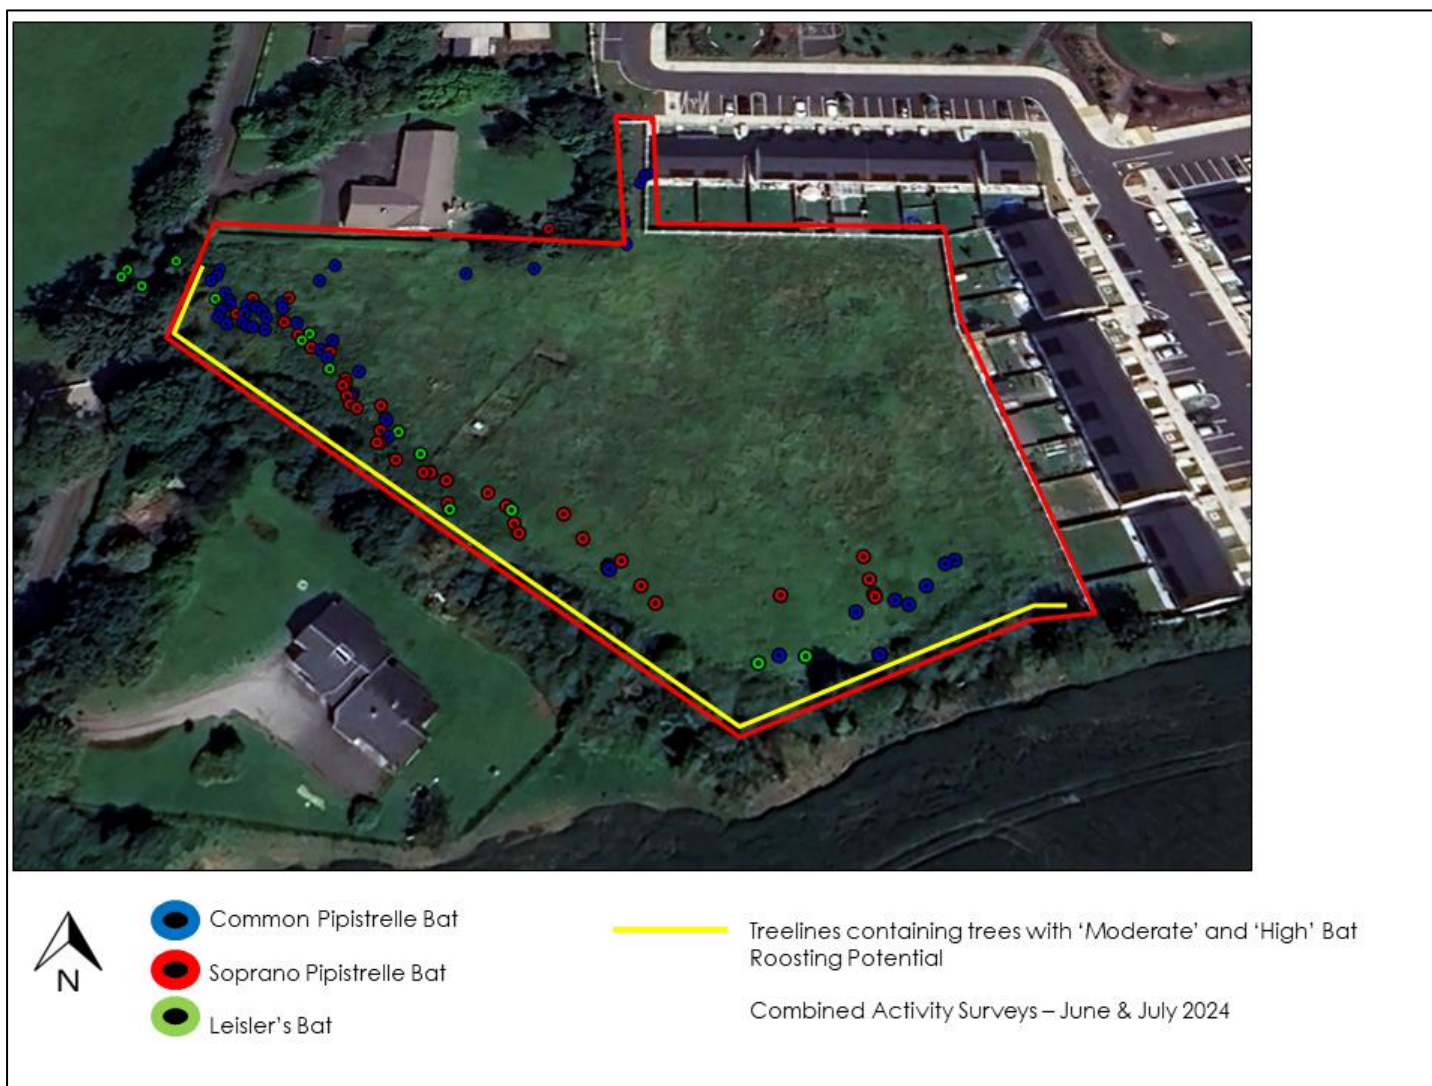 Common Pipistrelle Bat
Soprano Pipistrelle Bat
Leisler's Bat
N
Treelines containing trees with ‘Moderate’ and ‘High’ Bat
Roosting Potential
Combined Activity Surveys – June & July 2024